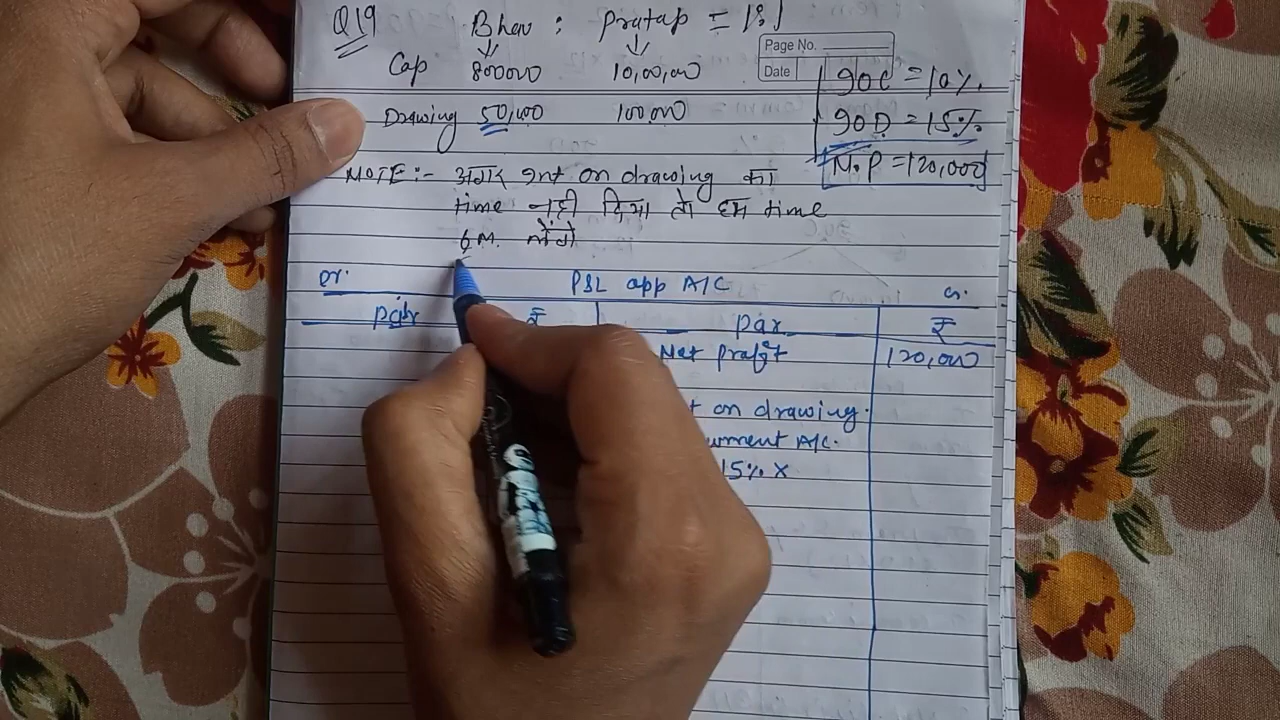 Q19 Bhav : Pratap = 1:1
Page No.
Date
Cap 800000 10,00,000
IOC = 10%.
Drawing 50,000 100000
IOD = 15%
N.P = 120,000
NOTE:- अगर Int on drawing का
time नही दिया तो हम time
6 M. लेंगे
Dr. P&L app A/C Cr.
Par ₹ Par ₹
Net profit 120,000
t on drawing.
urrent A/c.
15% X